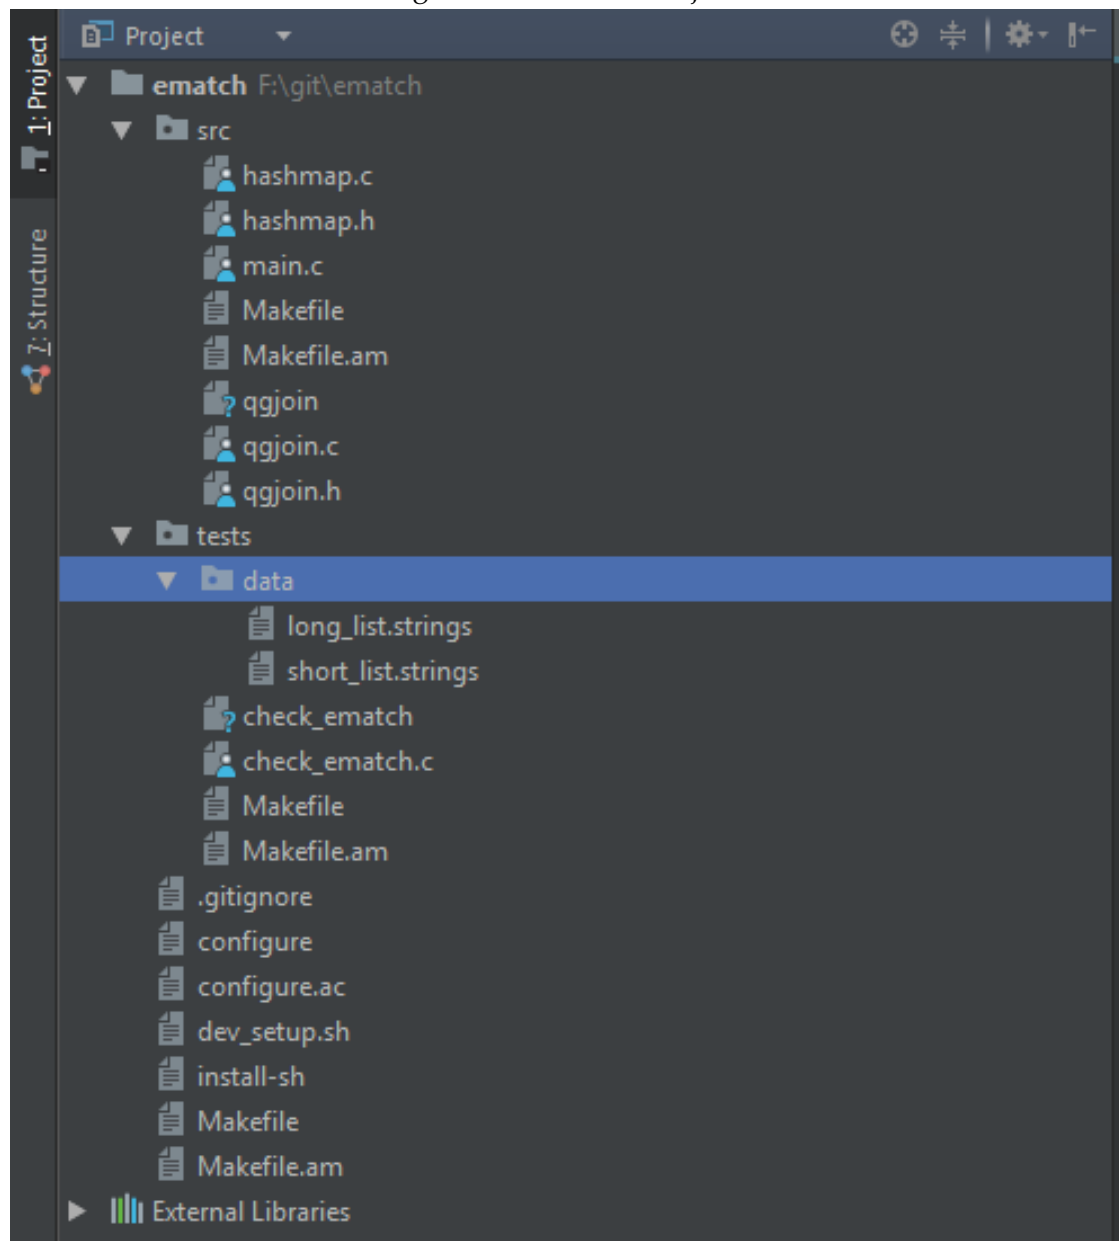 Project
ematch F:\git\ematch
src
hashmap.c
hashmap.h
main.c
Makefile
Makefile.am
qgjoin
qgjoin.c
qgjoin.h
tests
data
long_list.strings
short_list.strings
check_ematch
check_ematch.c
Makefile
Makefile.am
.gitignore
configure
configure.ac
dev_setup.sh
install-sh
Makefile
Makefile.am
External Libraries
1: Project
7: Structure